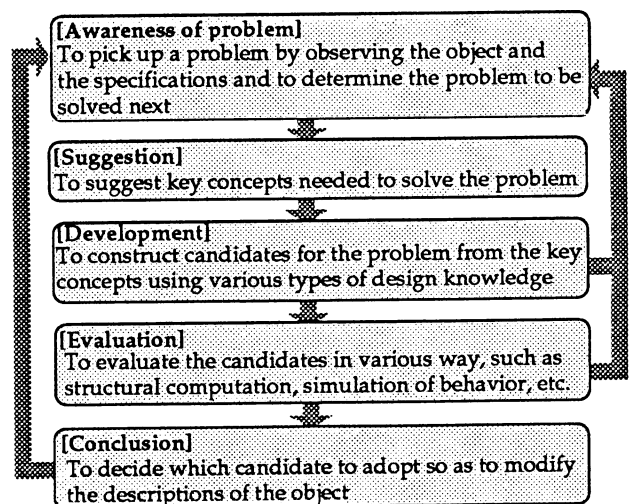 [Awareness of problem]
To pick up a problem by observing the object and
the specifications and to determine the problem to be
solved next
[Suggestion]
To suggest key concepts needed to solve the problem
[Development]
To construct candidates for the problem from the key
concepts using various types of design knowledge
[Evaluation]
To evaluate the candidates in various way, such as
structural computation, simulation of behavior, etc.
[Conclusion]
To decide which candidate to adopt so as to modify
the descriptions of the object